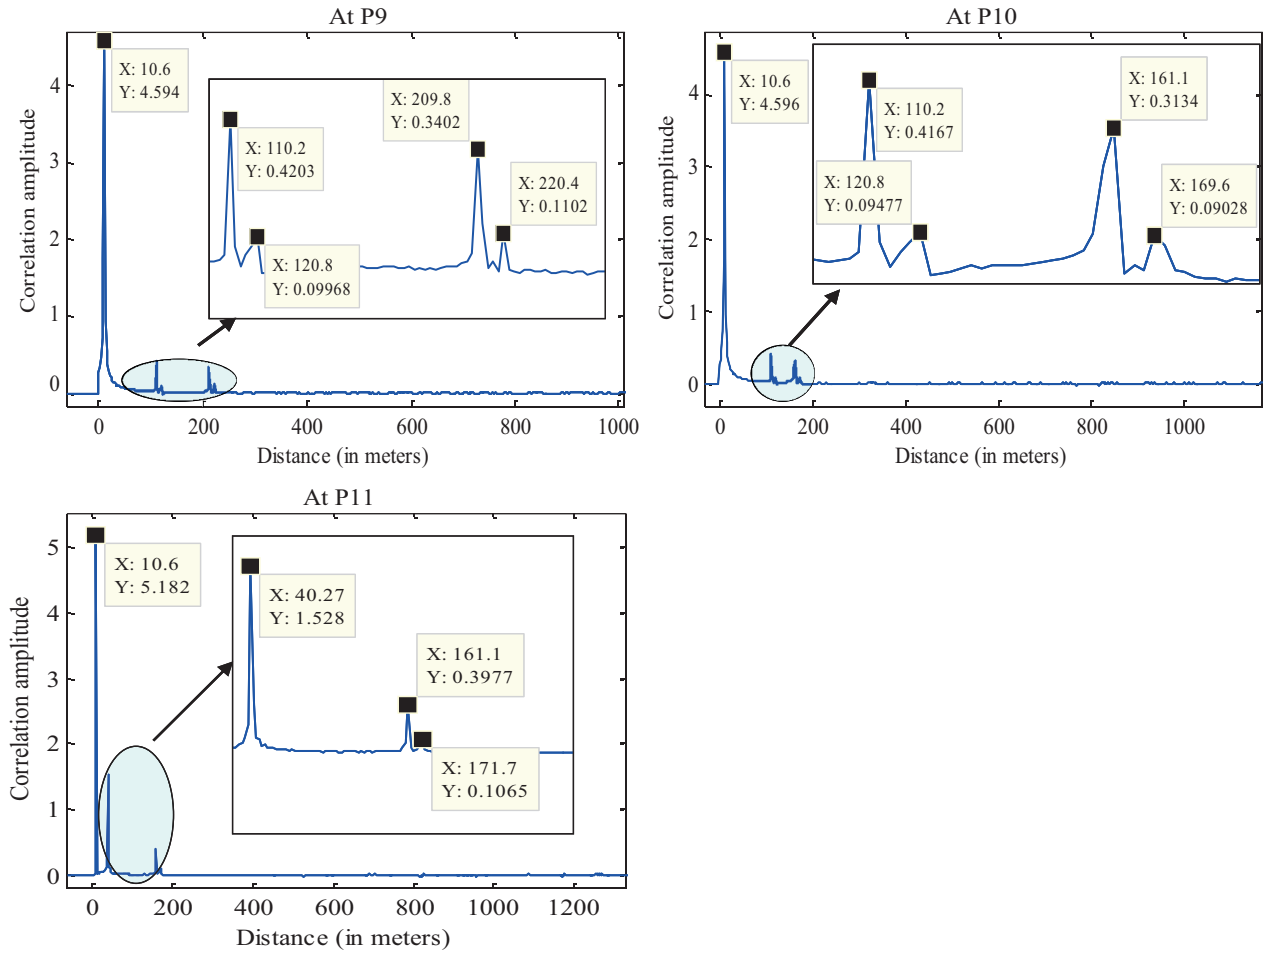 At P9
X: 10.6
Y: 4.594
X: 209.8
Y: 0.3402
X: 110.2
Y: 0.4203
X: 220.4
Y: 0.1102
X: 120.8
Y: 0.09968
Correlation amplitude
4
3
2
1
0
0 200 400 600 800 1000
Distance (in meters)
At P10
X: 10.6
Y: 4.596
X: 161.1
Y: 0.3134
X: 110.2
Y: 0.4167
X: 120.8
Y: 0.09477
X: 169.6
Y: 0.09028
Correlation amplitude
4
3
2
1
0
0 200 400 600 800 1000
Distance (in meters)
At P11
X: 10.6
Y: 5.182
X: 40.27
Y: 1.528
X: 161.1
Y: 0.3977
X: 171.7
Y: 0.1065
Correlation amplitude
5
4
3
2
1
0
0 200 400 600 800 1000 1200
Distance (in meters)